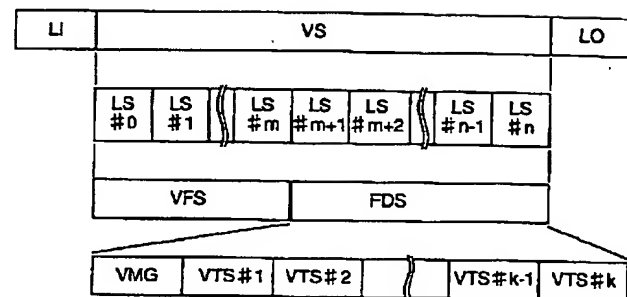 LI VS LO
LS #0 LS #1 LS #m LS #m+1 LS #m+2 LS #n-1 LS #n
VFS FDS
VMG VTS#1 VTS#2 VTS#k-1 VTS#k